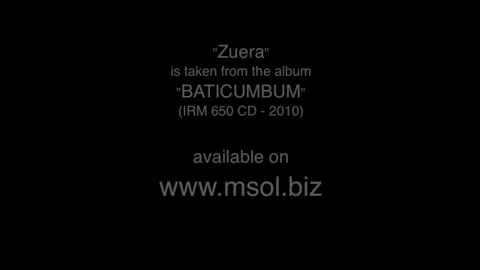 "Zuera"
is taken from the album
"BATICUMBUM"
(IRM 650 CD - 2010)
available on
www.msol.biz